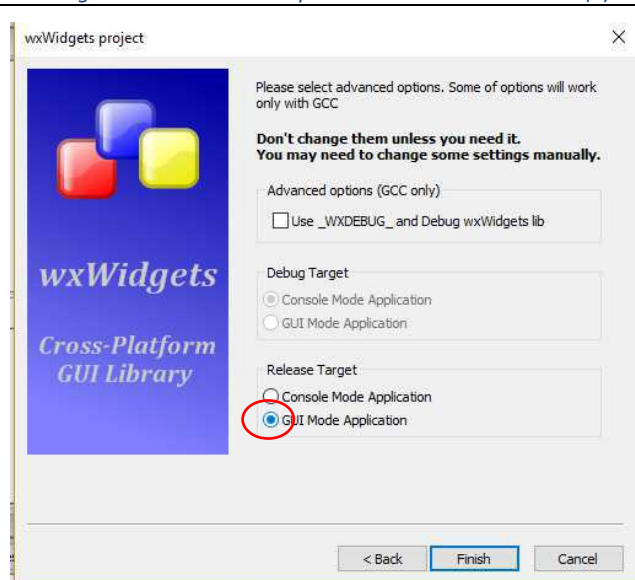 wxWidgets project
Please select advanced options. Some of options will work
only with GCC
Don't change them unless you need it.
You may need to change some settings manually.
Advanced options (GCC only)
Use _WXDEBUG_ and Debug wxWidgets lib
wxWidgets
Cross-Platform
GUI Library
Debug Target
Console Mode Application
GUI Mode Application
Release Target
Console Mode Application
GUI Mode Application
< Back Finish Cancel